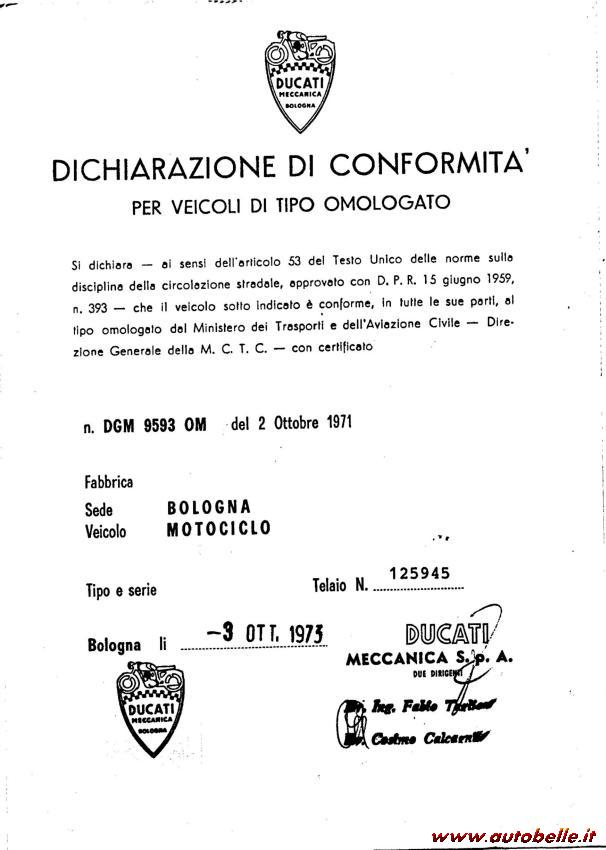 DUCATI
MECCANICA
BOLOGNA
DICHIARAZIONE DI CONFORMITA'
PER VEICOLI DI TIPO OMOLOGATO
Si dichiara — ai sensi dell'articolo 53 del Testo Unico delle norme sulla
disciplina della circolazione stradale, approvato con D. P. R. 15 giugno 1959,
n. 393 — che il veicolo sotto indicato è conforme, in tutte le sue parti, al
tipo omologato dal Ministero dei Trasporti e dell'Aviazione Civile — Dire-
zione Generale della M. C. T. C. — con certificato
n. DGM 9593 OM del 2 Ottobre 1971
Fabbrica
Sede BOLOGNA
Veicolo MOTOCICLO
Tipo e serie Telaio N. 125945
Bologna li -3 OTT. 1973
DUCATI
MECCANICA S.p.A.
DUE DIRIGENTI
Ing. Fabio
Cosimo
DUCATI
MECCANICA
BOLOGNA
www.autobelle.it